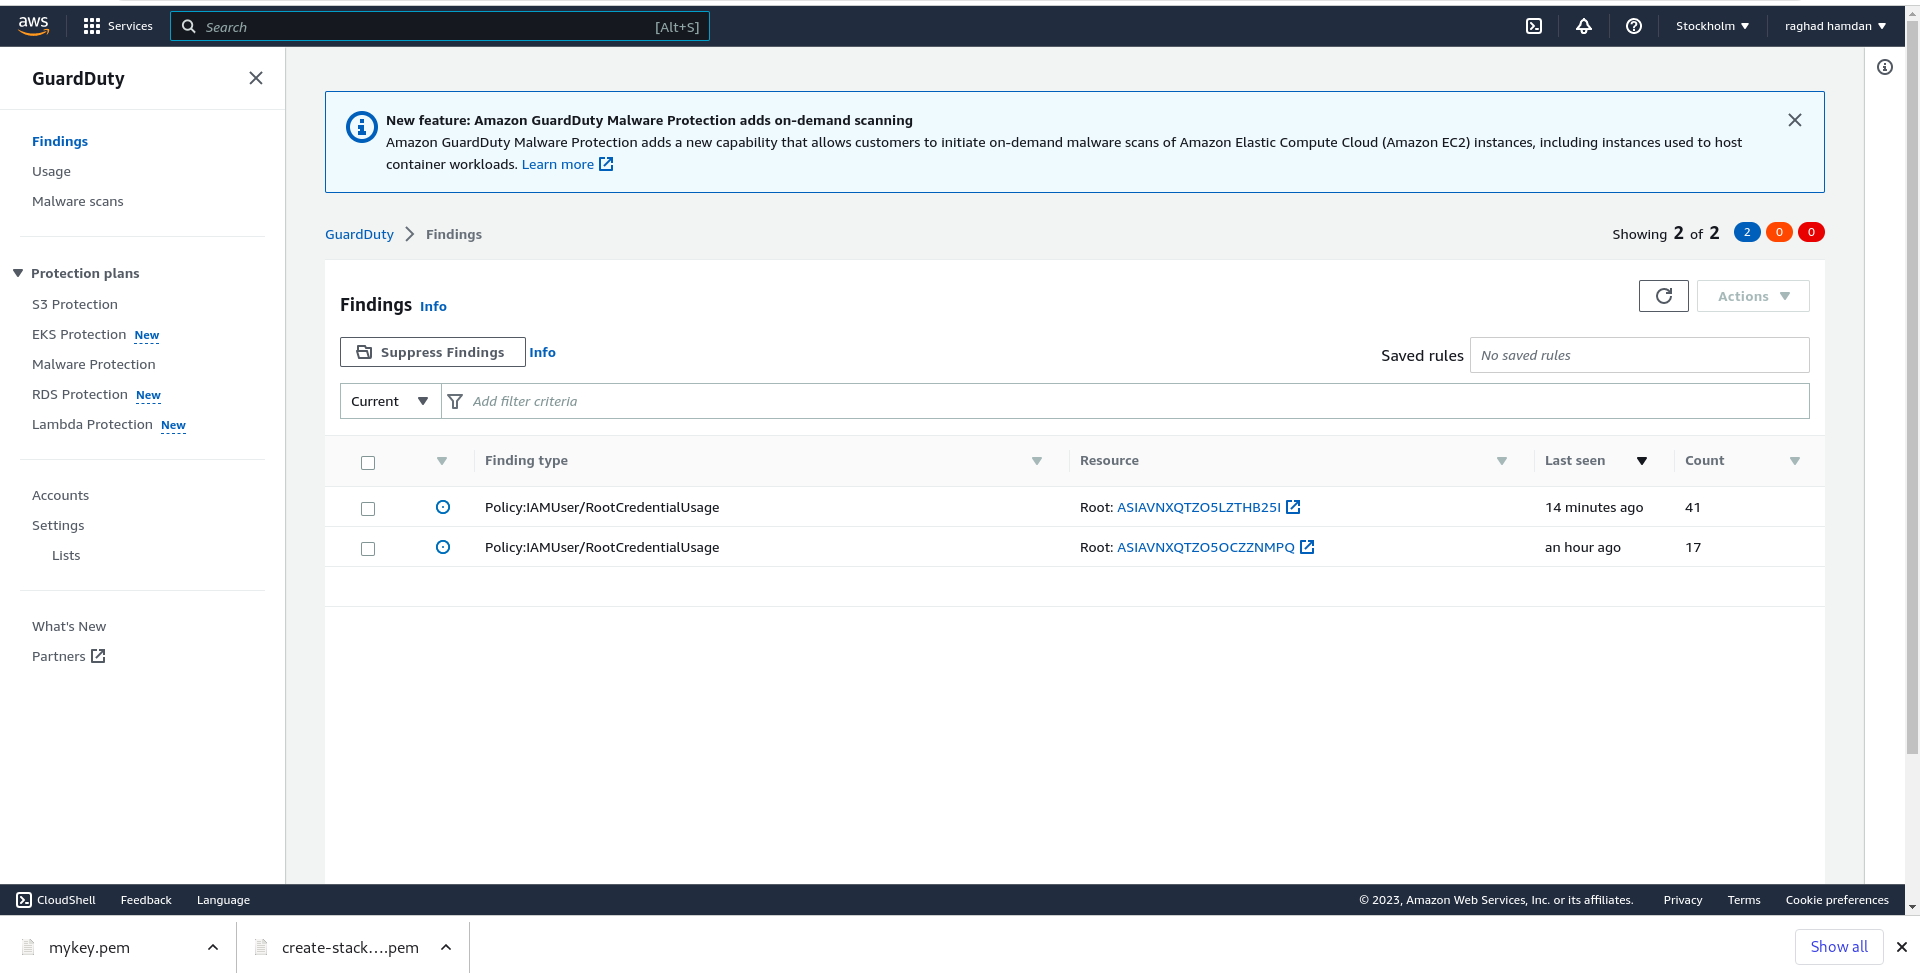 aws
Services
Search
[Alt+S]
Stockholm
raghad hamdan
GuardDuty
Findings
Usage
Malware scans
Protection plans
S3 Protection
EKS Protection New
Malware Protection
RDS Protection New
Lambda Protection New
Accounts
Settings
Lists
What's New
Partners
New feature: Amazon GuardDuty Malware Protection adds on-demand scanning
Amazon GuardDuty Malware Protection adds a new capability that allows customers to initiate on-demand malware scans of Amazon Elastic Compute Cloud (Amazon EC2) instances, including instances used to host
container workloads. Learn more
GuardDuty Findings
Showing 2 of 2 2 0 0
Findings Info
Actions
Suppress Findings Info
Saved rules No saved rules
Current Add filter criteria
Finding type Resource Last seen Count
Policy:IAMUser/RootCredentialUsage Root: ASIAVNXQTZO5LZTHB25I 14 minutes ago 41
Policy:IAMUser/RootCredentialUsage Root: ASIAVNXQTZO5OCZZNMPQ an hour ago 17
CloudShell Feedback Language © 2023, Amazon Web Services, Inc. or its affiliates. Privacy Terms Cookie preferences
mykey.pem create-stack....pem Show all